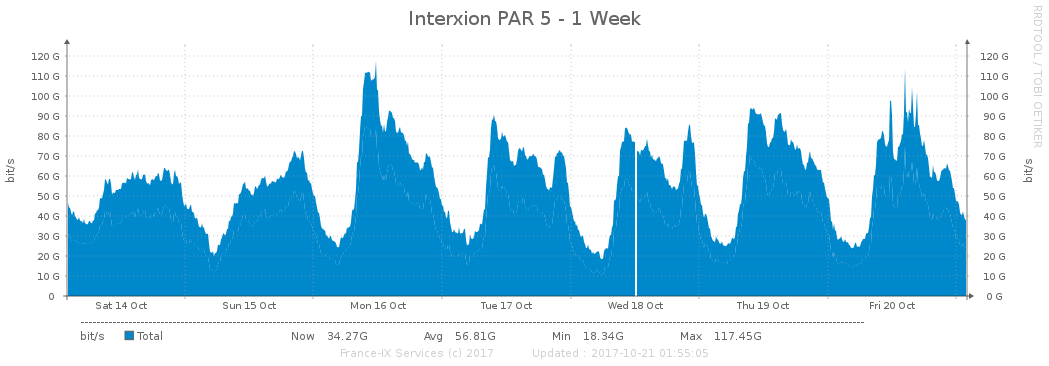 Interxion PAR 5 - 1 Week
RRDTOOL / TOBI OETIKER
120 G 120 G
110 G 110 G
100 G 100 G
90 G 90 G
80 G 80 G
70 G 70 G
60 G 60 G
50 G 50 G
40 G 40 G
30 G 30 G
20 G 20 G
10 G 10 G
0 0 G
bit/s
bit/s
Sat 14 Oct Sun 15 Oct Mon 16 Oct Tue 17 Oct Wed 18 Oct Thu 19 Oct Fri 20 Oct
bit/s Total Now 34.27G Avg 56.81G Min 18.34G Max 117.45G
France-IX Services (c) 2017 Updated : 2017-10-21 01:55:05